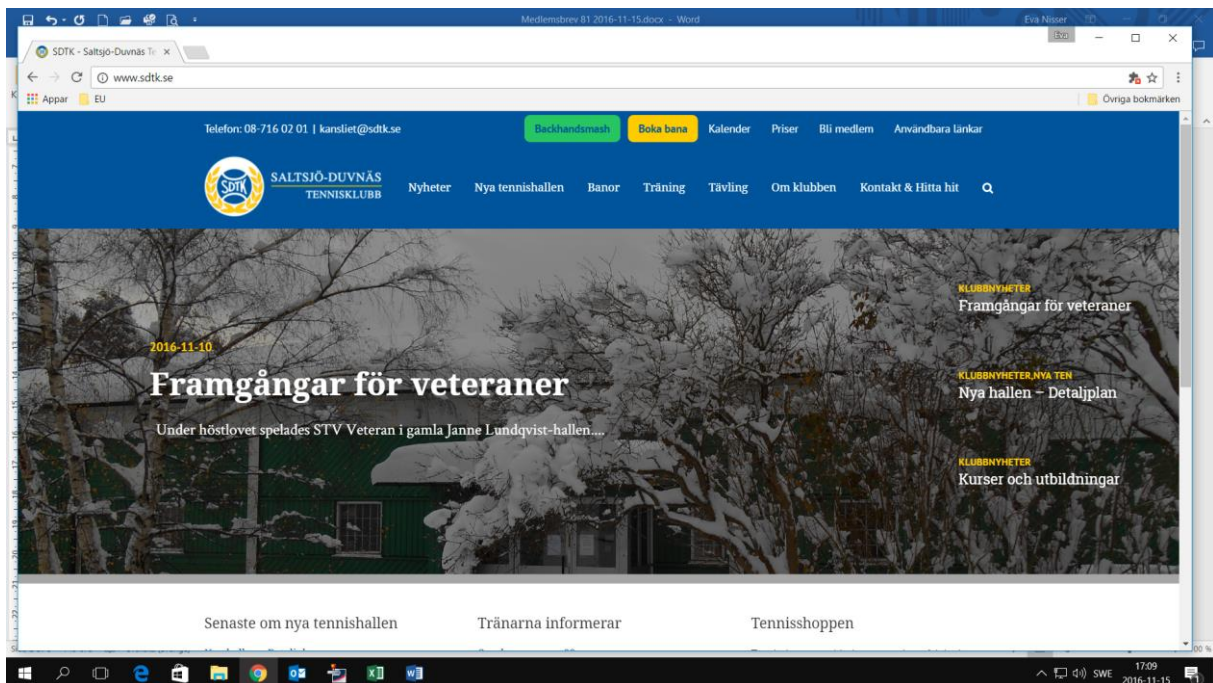 Medlemsbrev 81 2016-11-15.docx - Word
Eva Nisser
Eva
SDTK - Saltsjö-Duvnäs Te
www.sdtk.se
Appar EU Övriga bokmärken
Telefon: 08-716 02 01 | kansliet@sdtk.se
Backhandsmash Boka bana Kalender Priser Bli medlem Användbara länkar
SDTK
SALTSJÖ-DUVNÄS
TENNISKLUBB
Nyheter Nya tennishallen Banor Träning Tävling Om klubben Kontakt & Hitta hit
KLUBBNYHETER
Framgångar för veteraner
2016-11-10
Framgångar för veteraner
Under höstlovet spelades STV Veteran i gamla Janne Lundqvist-hallen....
KLUBBNYHETER,NYA TEN
Nya hallen – Detaljplan
KLUBBNYHETER
Kurser och utbildningar
Senaste om nya tennishallen
Tränarna informerar
Tennisshoppen
SWE
17:09
2016-11-15